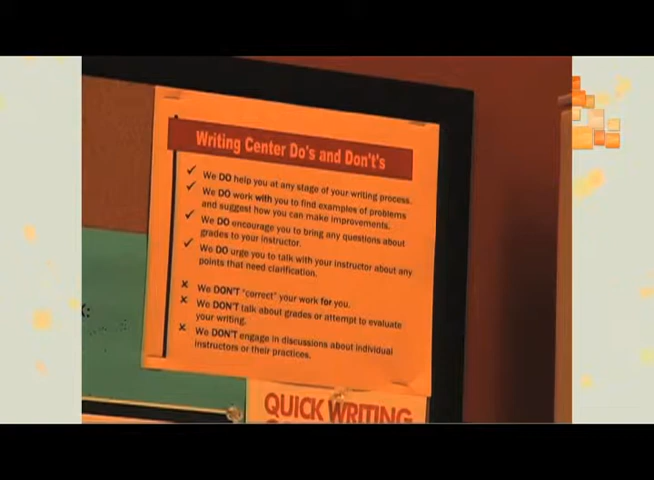 Writing Center Do's and Don't's
✓ We DO help you at any stage of your writing process.
✓ We DO work with you to find examples of problems
and suggest how you can make improvements.
✓ We DO encourage you to bring any questions about
grades to your instructor.
✓ We DO urge you to talk with your instructor about any
points that need clarification.
× We DON'T "correct" your work for you.
× We DON'T talk about grades or attempt to evaluate
your writing.
× We DON'T engage in discussions about individual
instructors or their practices.
QUICK WRITING